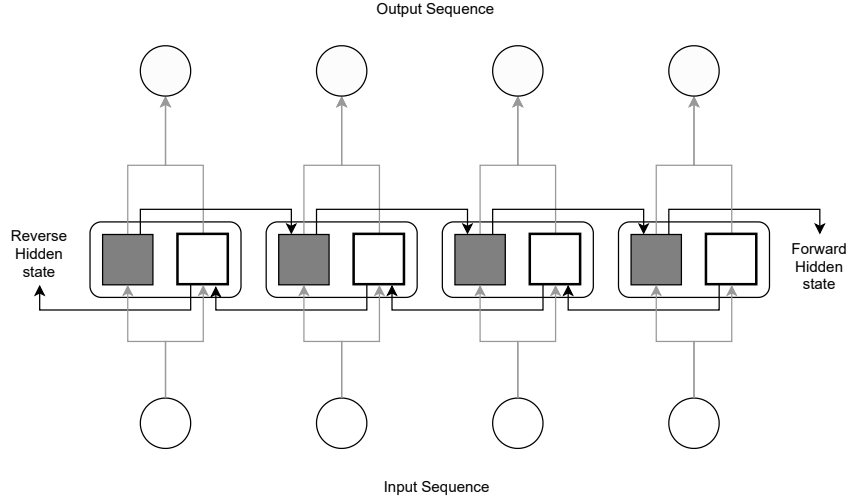 Output Sequence
Reverse
Hidden
state
Forward
Hidden
state
Input Sequence